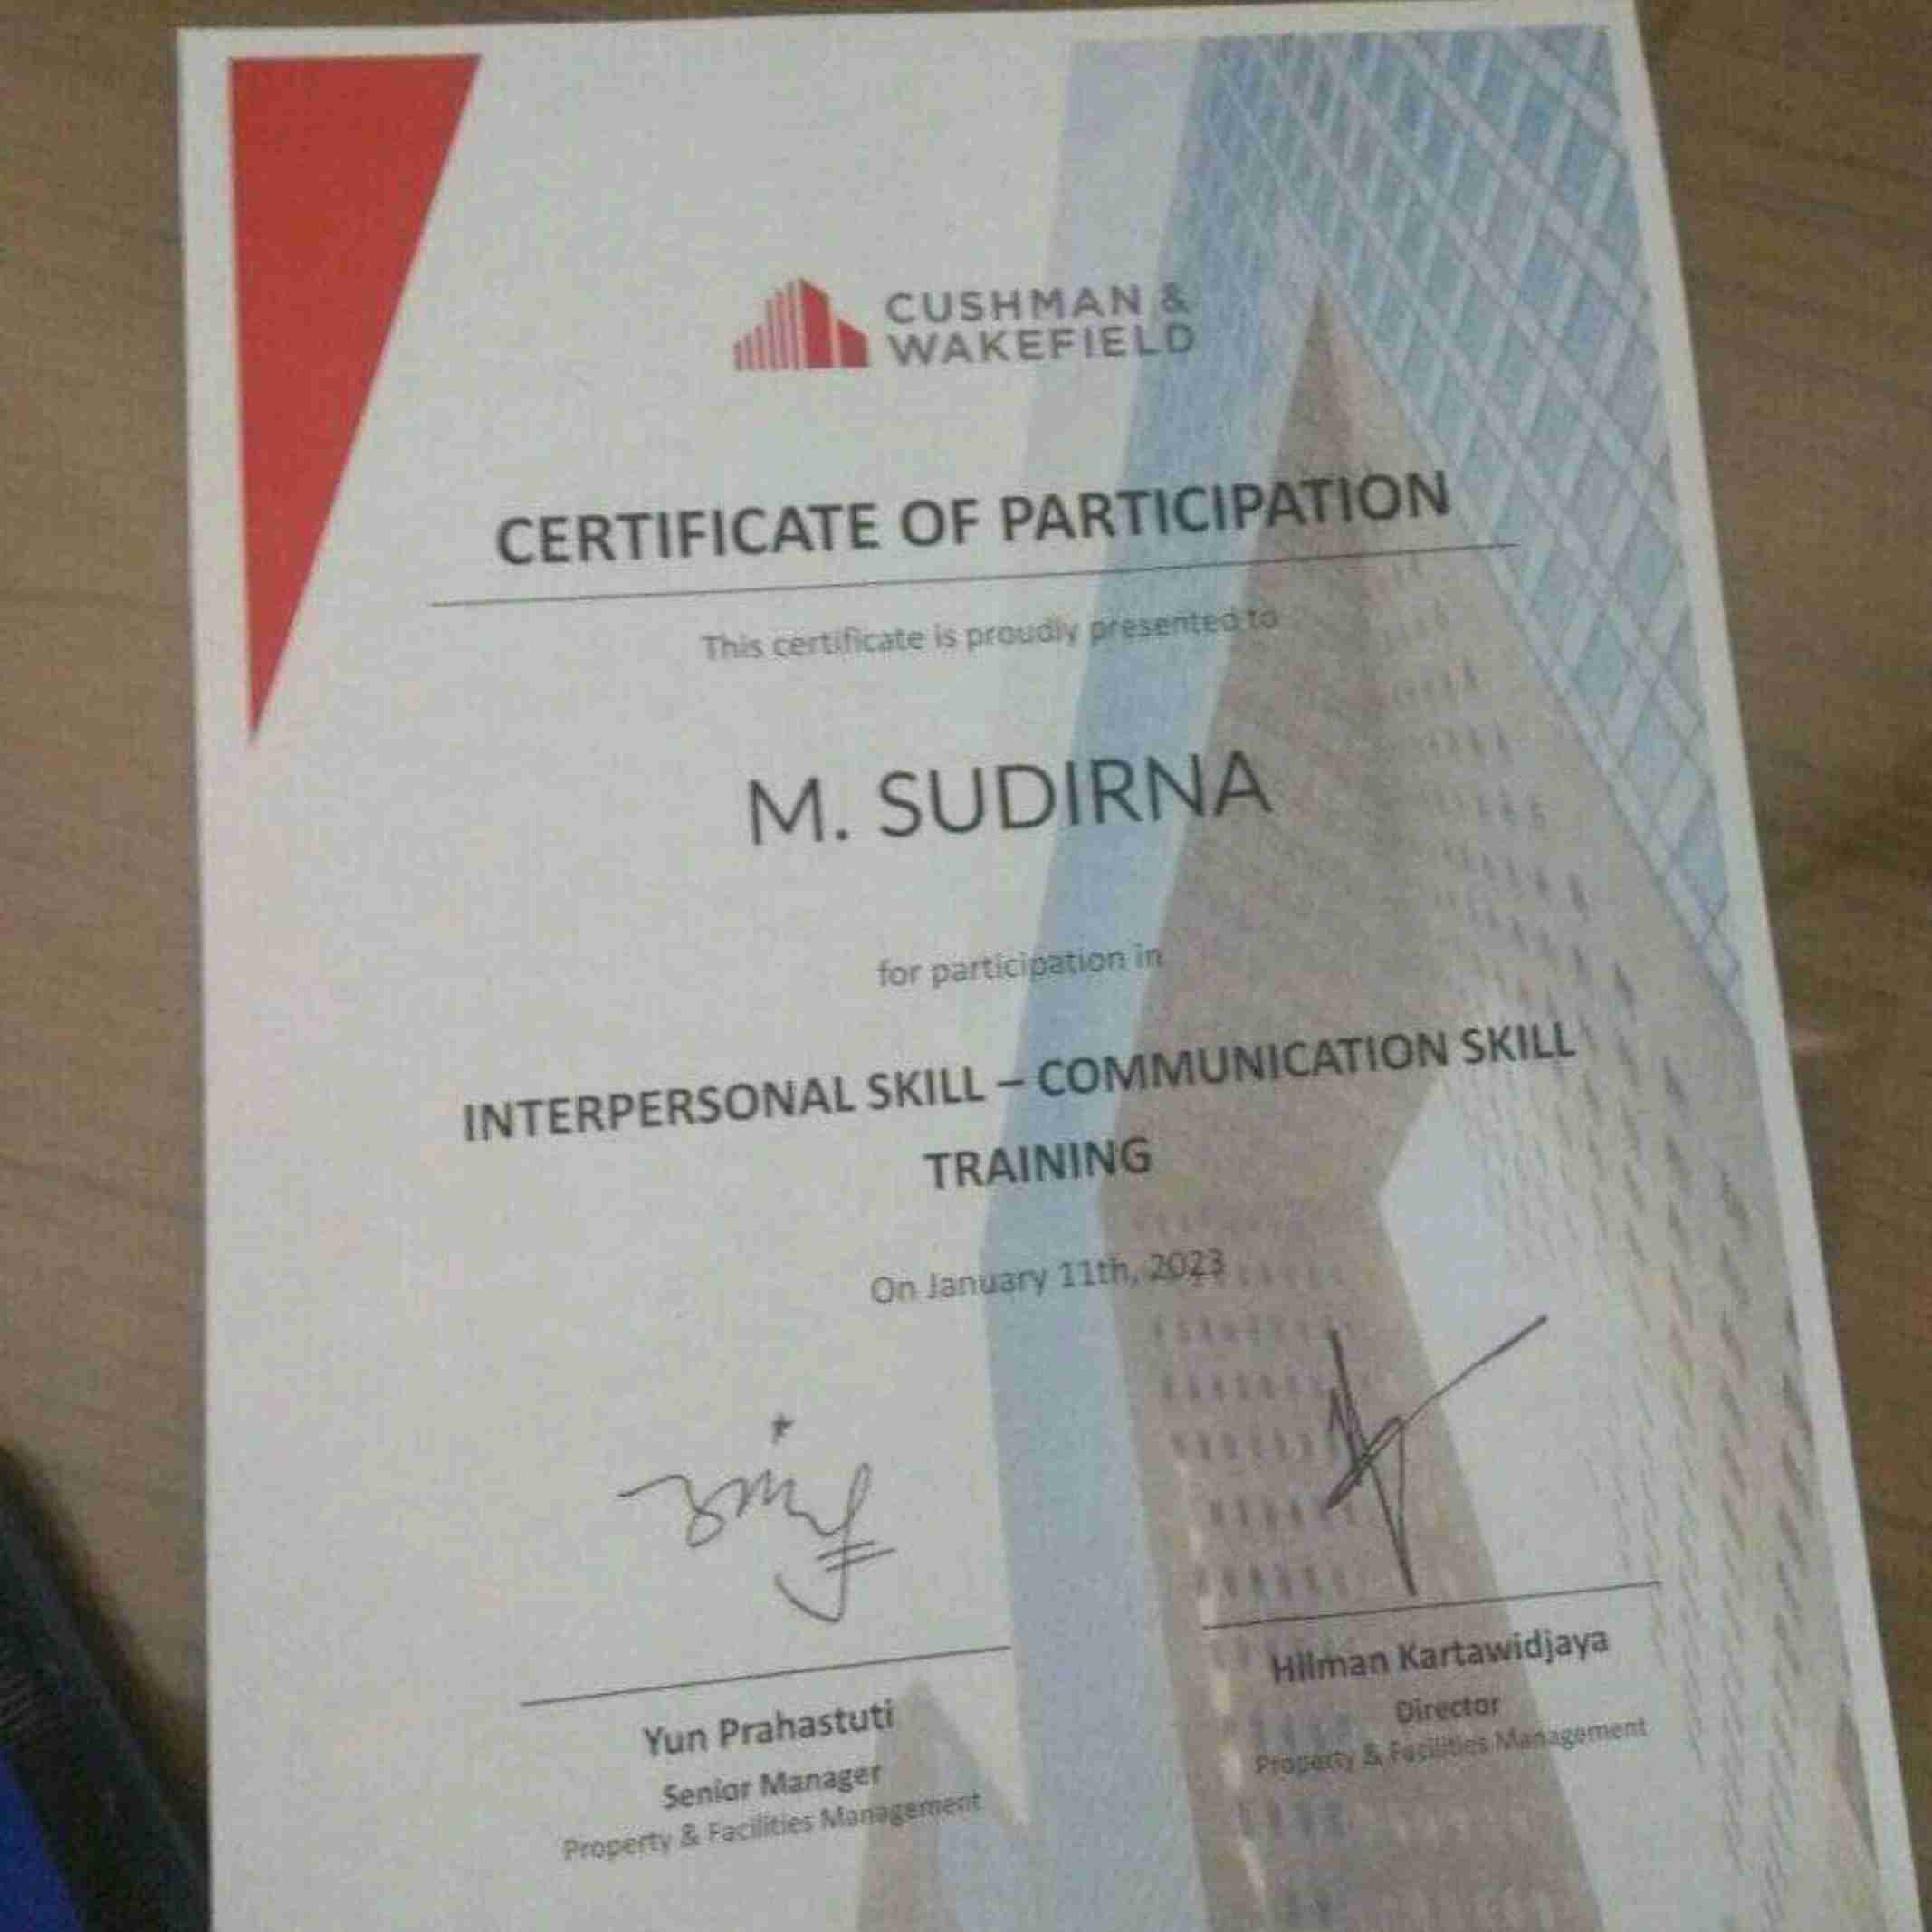 CUSHMAN &
WAKEFIELD
CERTIFICATE OF PARTICIPATION
This certificate is proudly presented to
M. SUDIRNA
for participation in
INTERPERSONAL SKILL – COMMUNICATION SKILL
TRAINING
On January 11th, 2023
Yun Prahastuti
Senior Manager
Property & Facilities Management
Hilman Kartawidjaya
Director
Property & Facilities Management